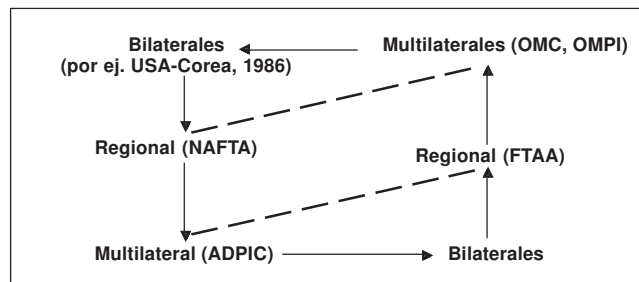 Bilaterales
(por ej. USA-Corea, 1986)
Multilaterales (OMC, OMPI)
Regional (NAFTA)
Regional (FTAA)
Multilateral (ADPIC)
Bilaterales